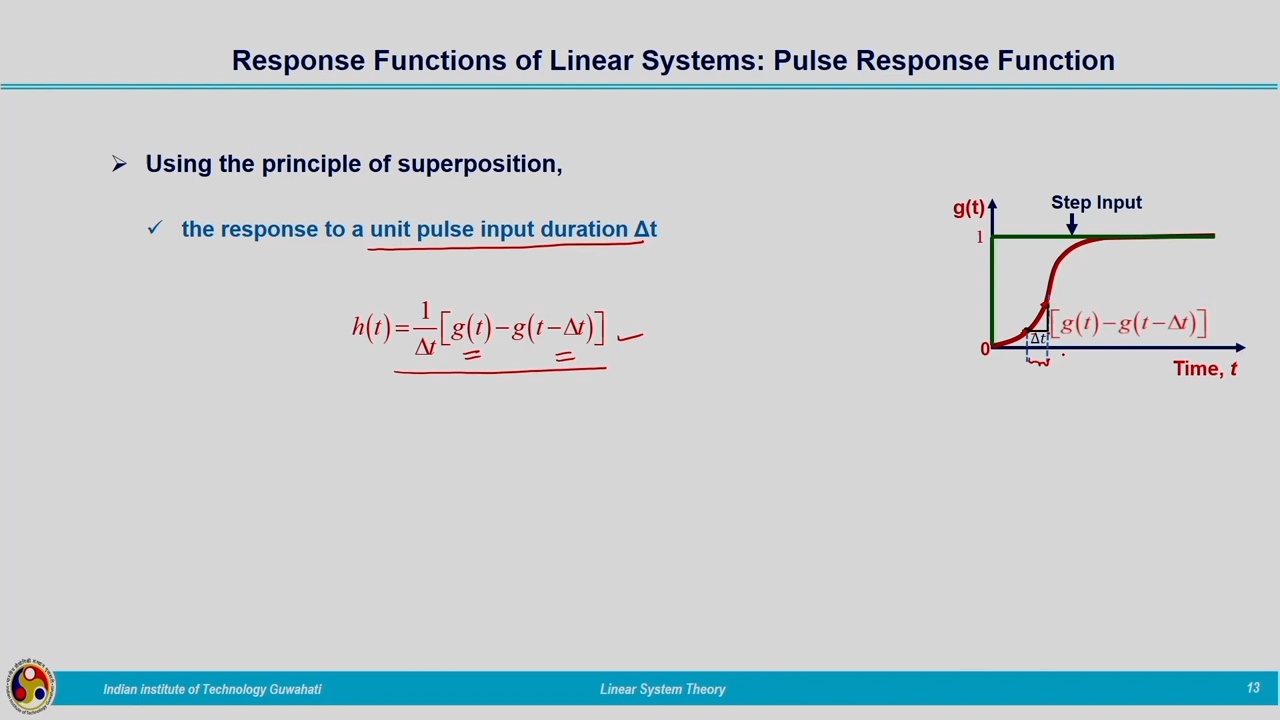 Response Functions of Linear Systems: Pulse Response Function
➢ Using the principle of superposition,
✓ the response to a unit pulse input duration Δt
h(t) = 1/Δt [g(t) − g(t − Δt)]
g(t)
Step Input
1
[g(t) − g(t − Δt)]
Δt
0
Time, t
Indian institute of Technology Guwahati
Linear System Theory
13